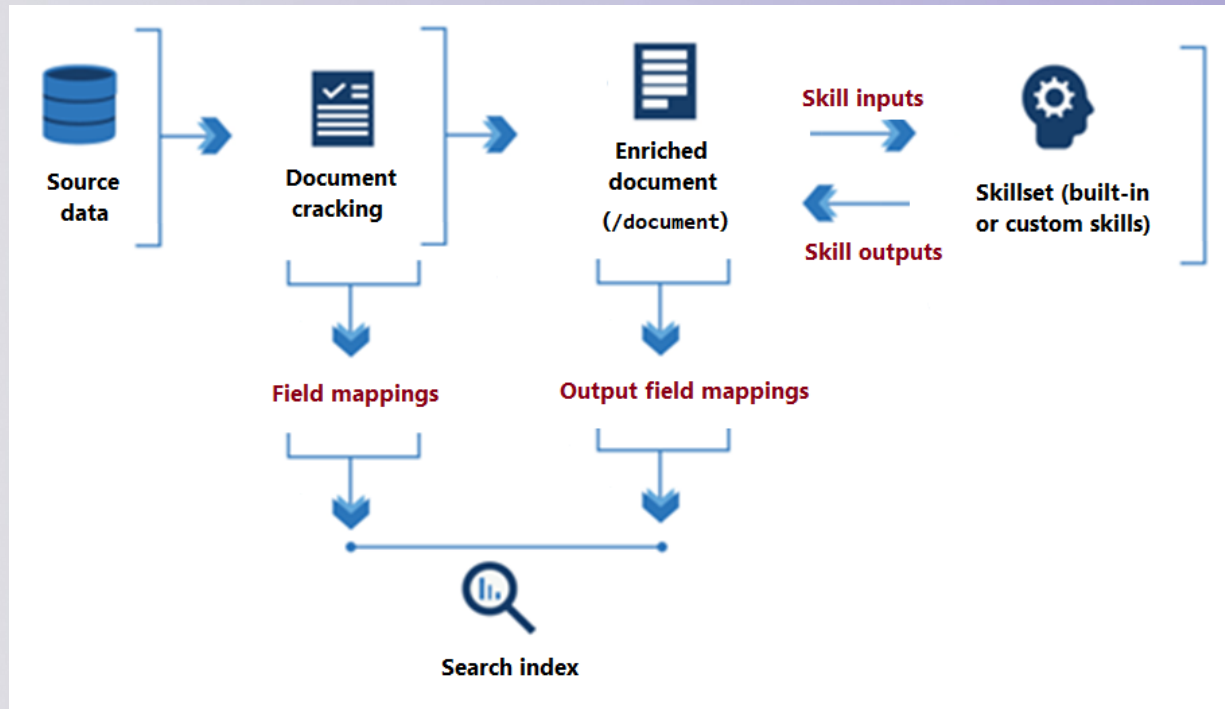 Source
data
Document
cracking
Enriched
document
(/document)
Skill inputs
Skill outputs
Skillset (built-in
or custom skills)
Field mappings
Output field mappings
Search index